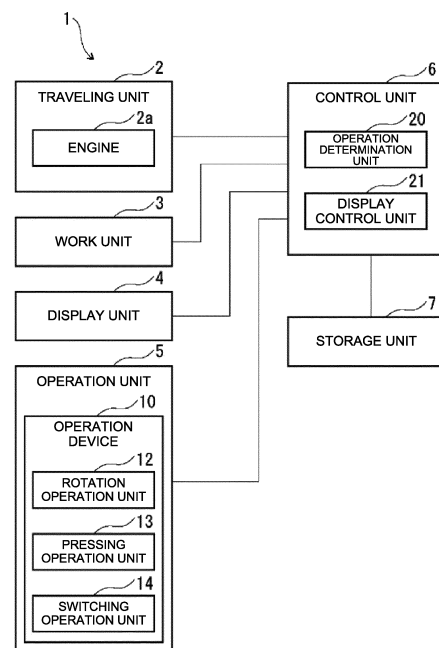 1
2
TRAVELING UNIT
2a
ENGINE
3
WORK UNIT
4
DISPLAY UNIT
5
OPERATION UNIT
10
OPERATION
DEVICE
12
ROTATION
OPERATION UNIT
13
PRESSING
OPERATION UNIT
14
SWITCHING
OPERATION UNIT
6
CONTROL UNIT
20
OPERATION
DETERMINATION
UNIT
21
DISPLAY
CONTROL UNIT
7
STORAGE UNIT